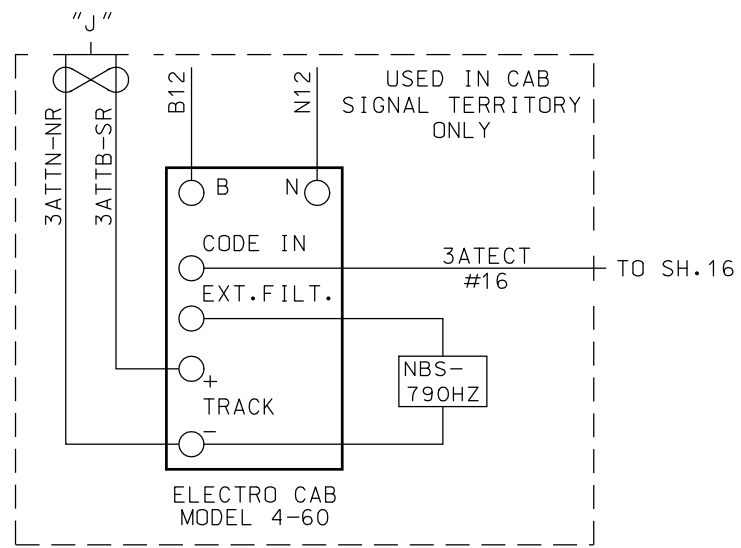 "J"
USED IN CAB
SIGNAL TERRITORY
ONLY
B12
N12
3ATTN-NR
3ATTB-SR
B
N
CODE IN
3ATECT
#16
TO SH.16
EXT.FILT.
NBS-
790HZ
+
TRACK
-
ELECTRO CAB
MODEL 4-60